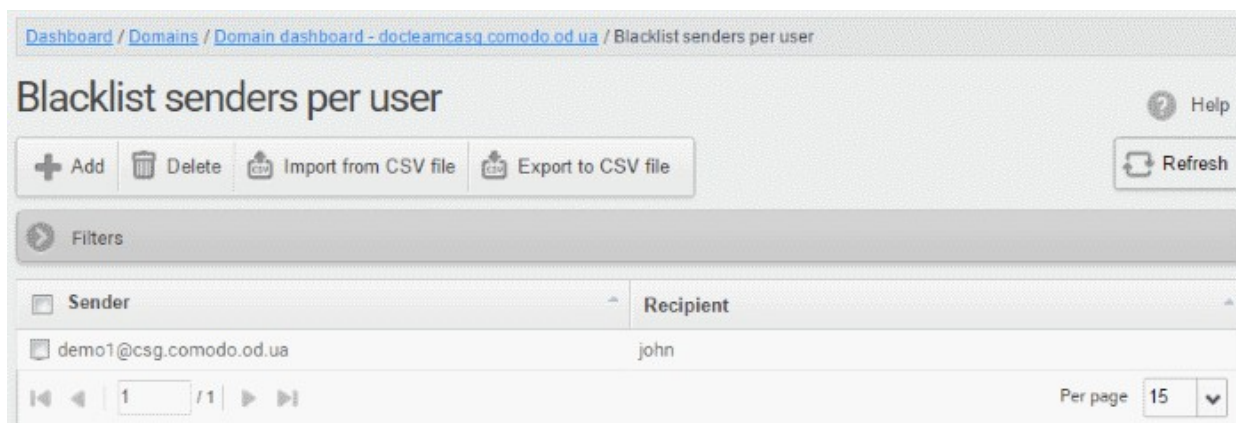 Dashboard / Domains / Domain dashboard - docteamcasg.comodo.od.ua / Blacklist senders per user
Blacklist senders per user
Help
Add Delete CSV Import from CSV file CSV Export to CSV file
Refresh
Filters
Sender Recipient
demo1@csg.comodo.od.ua john
1 / 1 Per page 15